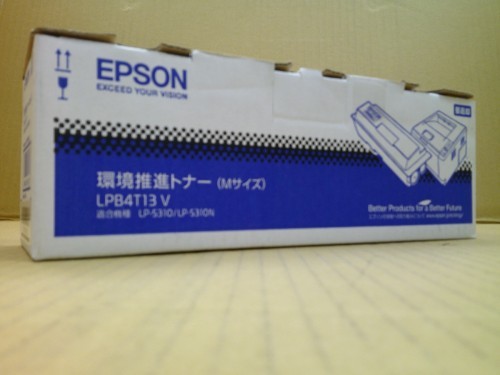 EPSON
EXCEED YOUR VISION
環境推進トナー（Mサイズ）
LPB4T13 V
適合機種 LP-S310/LP-S310N
Better Products for a Better Future